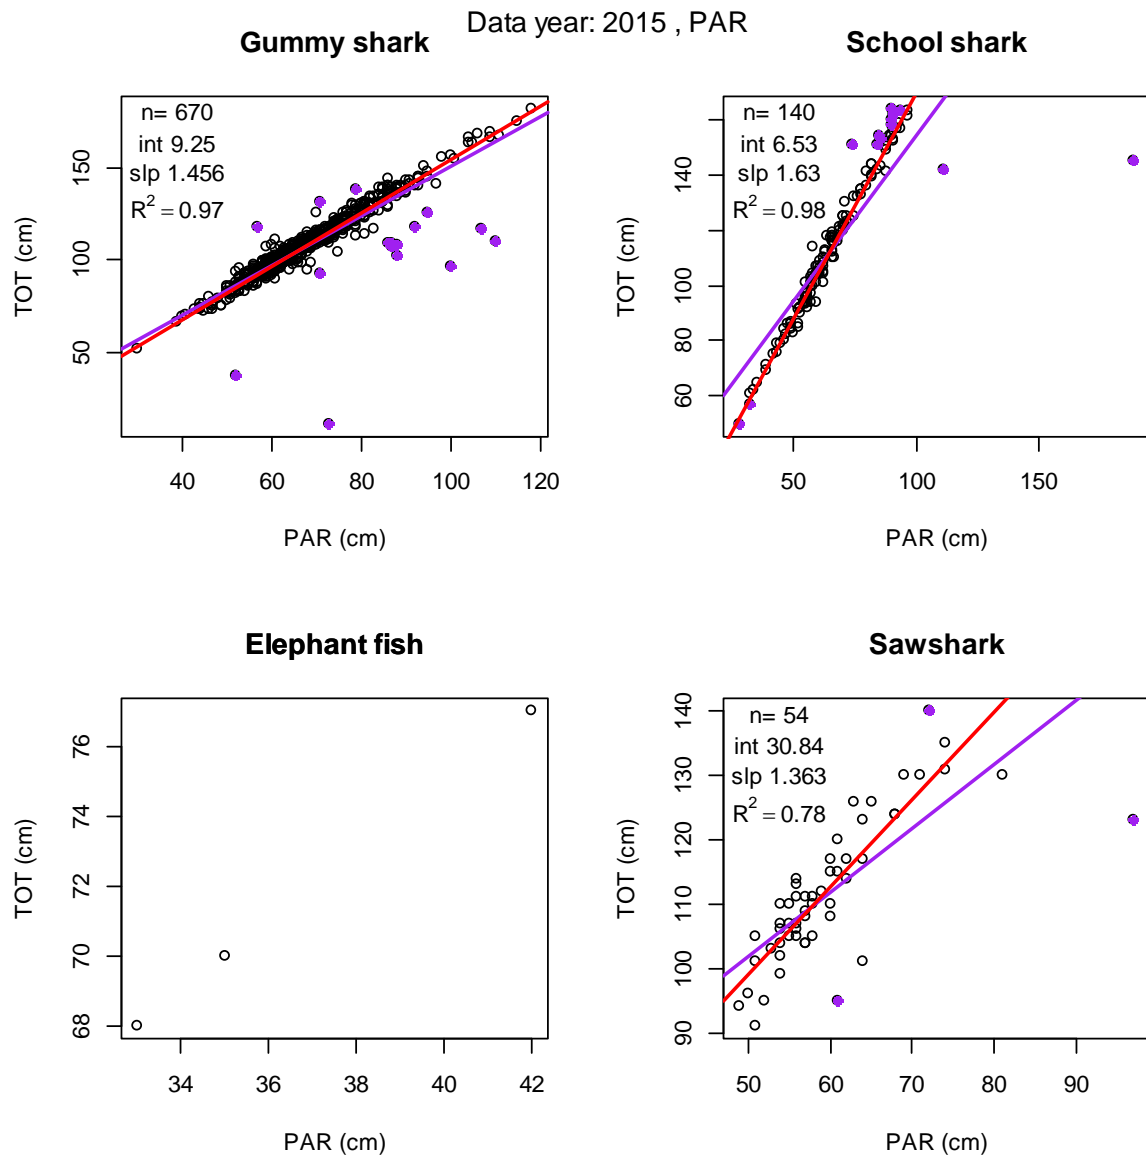 Data year: 2015 , PAR
Gummy shark
n= 670
int 9.25
slp 1.456
R² = 0.97
TOT (cm)
50
100
150
40
60
80
100
120
PAR (cm)
School shark
n= 140
int 6.53
slp 1.63
R² = 0.98
TOT (cm)
60
80
100
140
50
100
150
PAR (cm)
Elephant fish
TOT (cm)
68
70
72
74
76
34
36
38
40
42
PAR (cm)
Sawshark
n= 54
int 30.84
slp 1.363
R² = 0.78
TOT (cm)
90
100
110
120
130
140
50
60
70
80
90
PAR (cm)